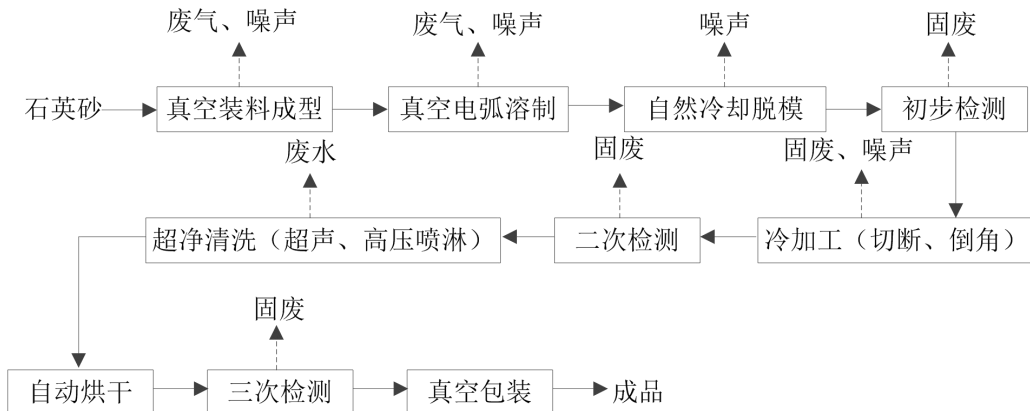 废气、噪声
废气、噪声
噪声
固废
石英砂
真空装料成型
真空电弧溶制
自然冷却脱模
初步检测
废水
固废
固废、噪声
超净清洗（超声、高压喷淋）
二次检测
冷加工（切断、倒角）
固废
自动烘干
三次检测
真空包装
成品